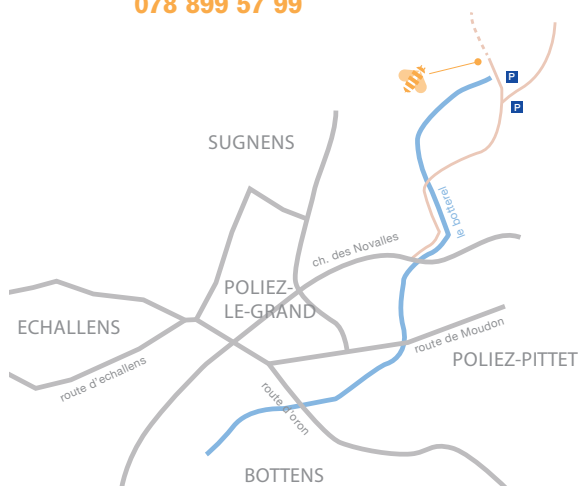 078 899 57 99
P
P
SUGNENS
le botterel
ch. des Novalles
POLIEZ-
LE-GRAND
ECHALLENS
route de Moudon
POLIEZ-PITTET
route d'echallens
route d'oron
BOTTENS